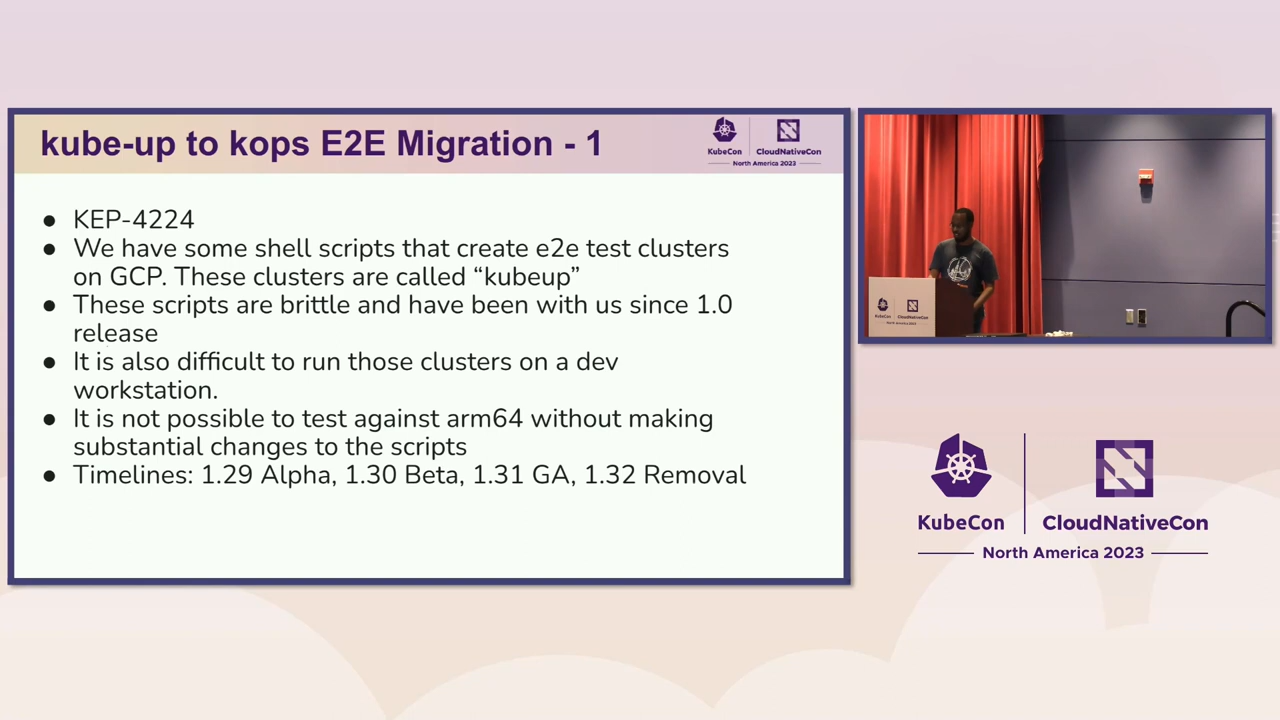 kube-up to kops E2E Migration - 1
KubeCon
CloudNativeCon
North America 2023
● KEP-4224
● We have some shell scripts that create e2e test clusters
on GCP. These clusters are called “kubeup”
● These scripts are brittle and have been with us since 1.0
release
● It is also difficult to run those clusters on a dev
workstation.
● It is not possible to test against arm64 without making
substantial changes to the scripts
● Timelines: 1.29 Alpha, 1.30 Beta, 1.31 GA, 1.32 Removal
KubeCon
CloudNativeCon
North America 2023